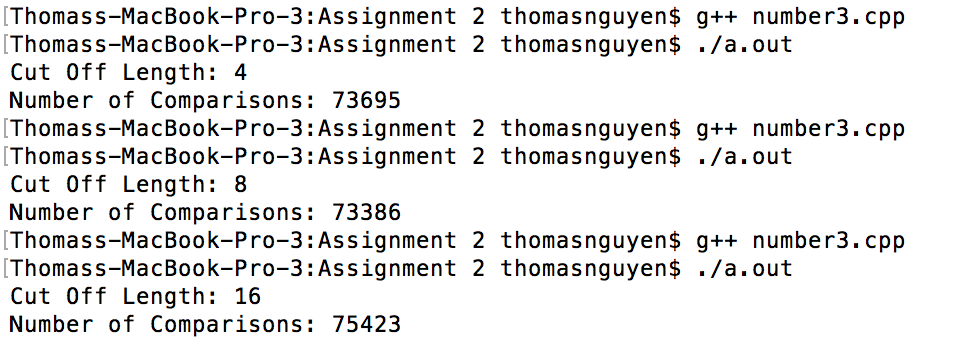 [Thomass-MacBook-Pro-3:Assignment 2 thomasnguyen$ g++ number3.cpp
[Thomass-MacBook-Pro-3:Assignment 2 thomasnguyen$ ./a.out
Cut Off Length: 4
Number of Comparisons: 73695
[Thomass-MacBook-Pro-3:Assignment 2 thomasnguyen$ g++ number3.cpp
[Thomass-MacBook-Pro-3:Assignment 2 thomasnguyen$ ./a.out
Cut Off Length: 8
Number of Comparisons: 73386
[Thomass-MacBook-Pro-3:Assignment 2 thomasnguyen$ g++ number3.cpp
[Thomass-MacBook-Pro-3:Assignment 2 thomasnguyen$ ./a.out
Cut Off Length: 16
Number of Comparisons: 75423